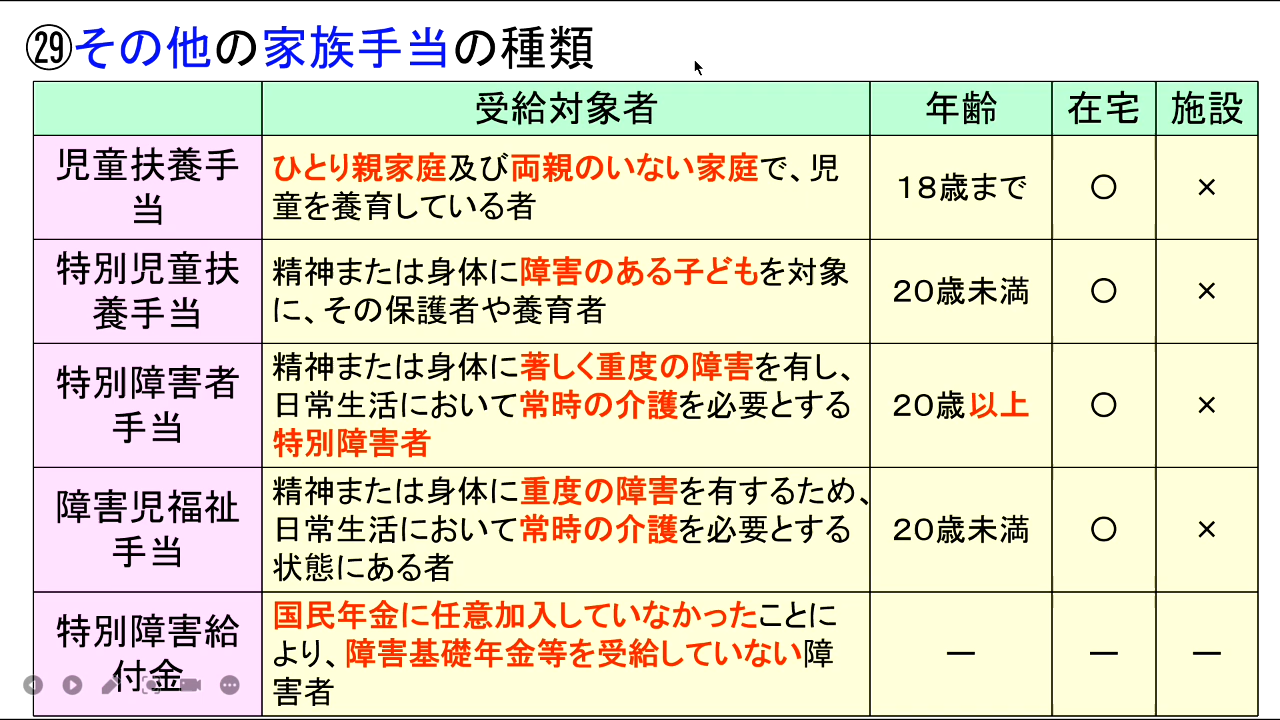 ㉙その他の家族手当の種類
受給対象者 年齢 在宅 施設
児童扶養手
当
ひとり親家庭及び両親のいない家庭で、児
童を養育している者
18歳まで ○ ×
特別児童扶
養手当
精神または身体に障害のある子どもを対象
に、その保護者や養育者
20歳未満 ○ ×
特別障害者
手当
精神または身体に著しく重度の障害を有し、
日常生活において常時の介護を必要とする
特別障害者
20歳以上 ○ ×
障害児福祉
手当
精神または身体に重度の障害を有するため、
日常生活において常時の介護を必要とする
状態にある者
20歳未満 ○ ×
特別障害給
付金
国民年金に任意加入していなかったことに
より、障害基礎年金等を受給していない障
害者
ー ー ー